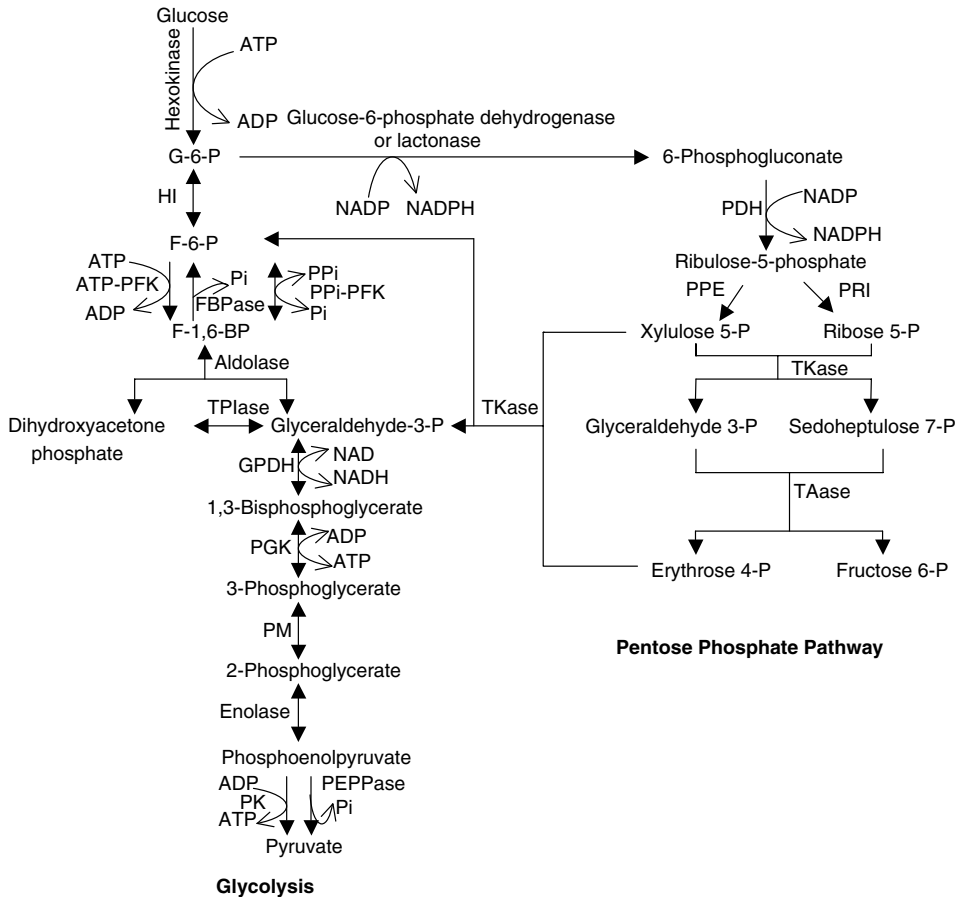 Glucose
ATP
Hexokinase
ADP
Glucose-6-phosphate dehydrogenase
or lactonase
G-6-P
6-Phosphogluconate
HI
NADP
NADPH
PDH
NADP
NADPH
F-6-P
Ribulose-5-phosphate
ATP
ATP-PFK
ADP
Pi
FBPase
PPi
PPi-PFK
Pi
PPE
PRI
F-1,6-BP
Xylulose 5-P
Ribose 5-P
Aldolase
TKase
Dihydroxyacetone
phosphate
TPIase
Glyceraldehyde-3-P
TKase
Glyceraldehyde 3-P
Sedoheptulose 7-P
GPDH
NAD
NADH
TAase
1,3-Bisphosphoglycerate
PGK
ADP
ATP
Erythrose 4-P
Fructose 6-P
3-Phosphoglycerate
PM
Pentose Phosphate Pathway
2-Phosphoglycerate
Enolase
Phosphoenolpyruvate
ADP
PK
ATP
PEPPase
Pi
Pyruvate
Glycolysis